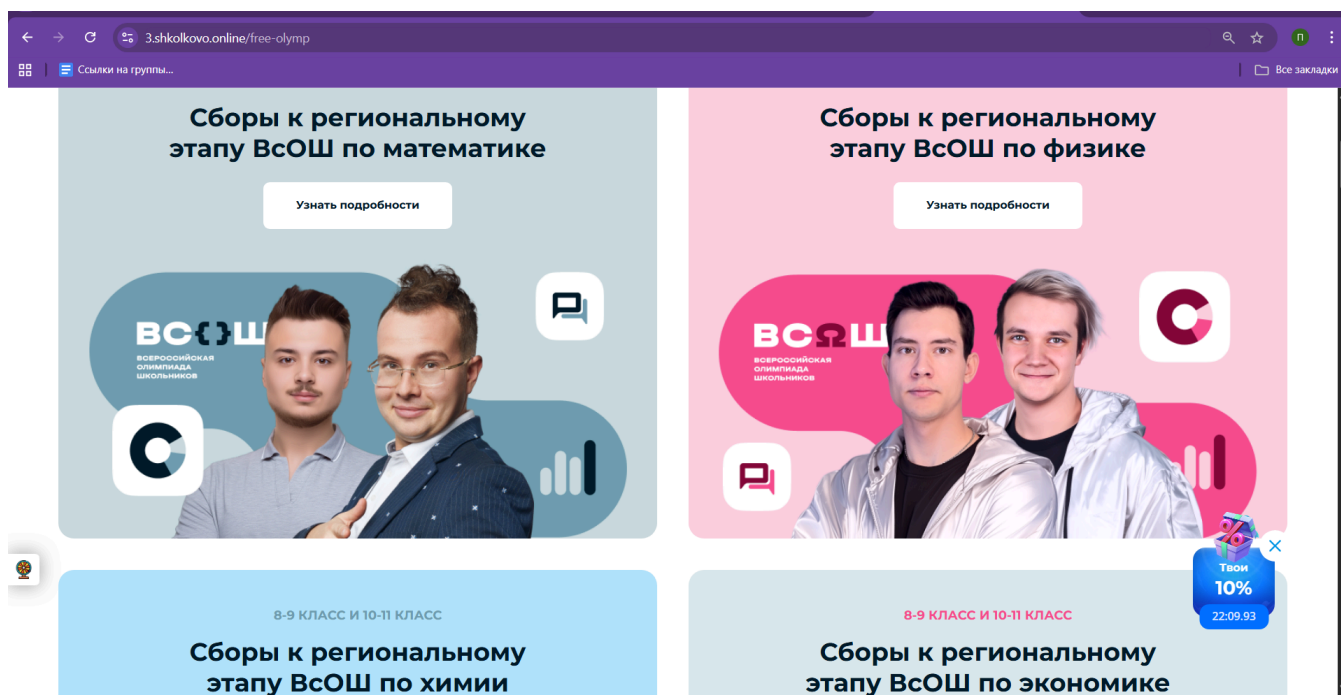 3.shkolkovo.online/free-olymp
П
Ссылки на группы...
Все закладки
Сборы к региональному
этапу ВсОШ по математике
Узнать подробности
ВС{}Ш
ВСЕРОССИЙСКАЯ
ОЛИМПИАДА
ШКОЛЬНИКОВ
Сборы к региональному
этапу ВсОШ по физике
Узнать подробности
ВСΩШ
ВСЕРОССИЙСКАЯ
ОЛИМПИАДА
ШКОЛЬНИКОВ
8-9 КЛАСС И 10-11 КЛАСС
Сборы к региональному
этапу ВсОШ по химии
8-9 КЛАСС И 10-11 КЛАСС
Сборы к региональному
этапу ВсОШ по экономике
%
Твои
10%
22:09.93